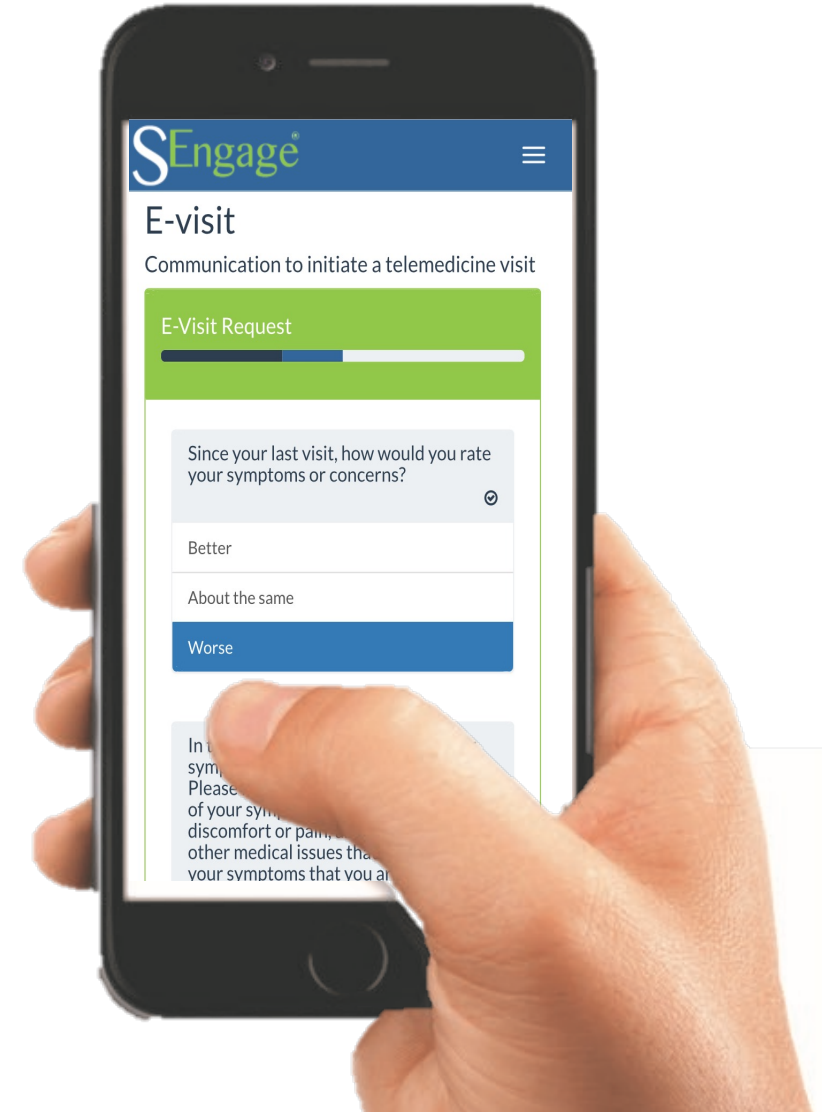 SEngage®
E-visit
Communication to initiate a telemedicine visit
E-Visit Request
Since your last visit, how would you rate
your symptoms or concerns?
Better
About the same
Worse
In
Please
of your
discomfort or pain,
other medical issues
your symptoms that you